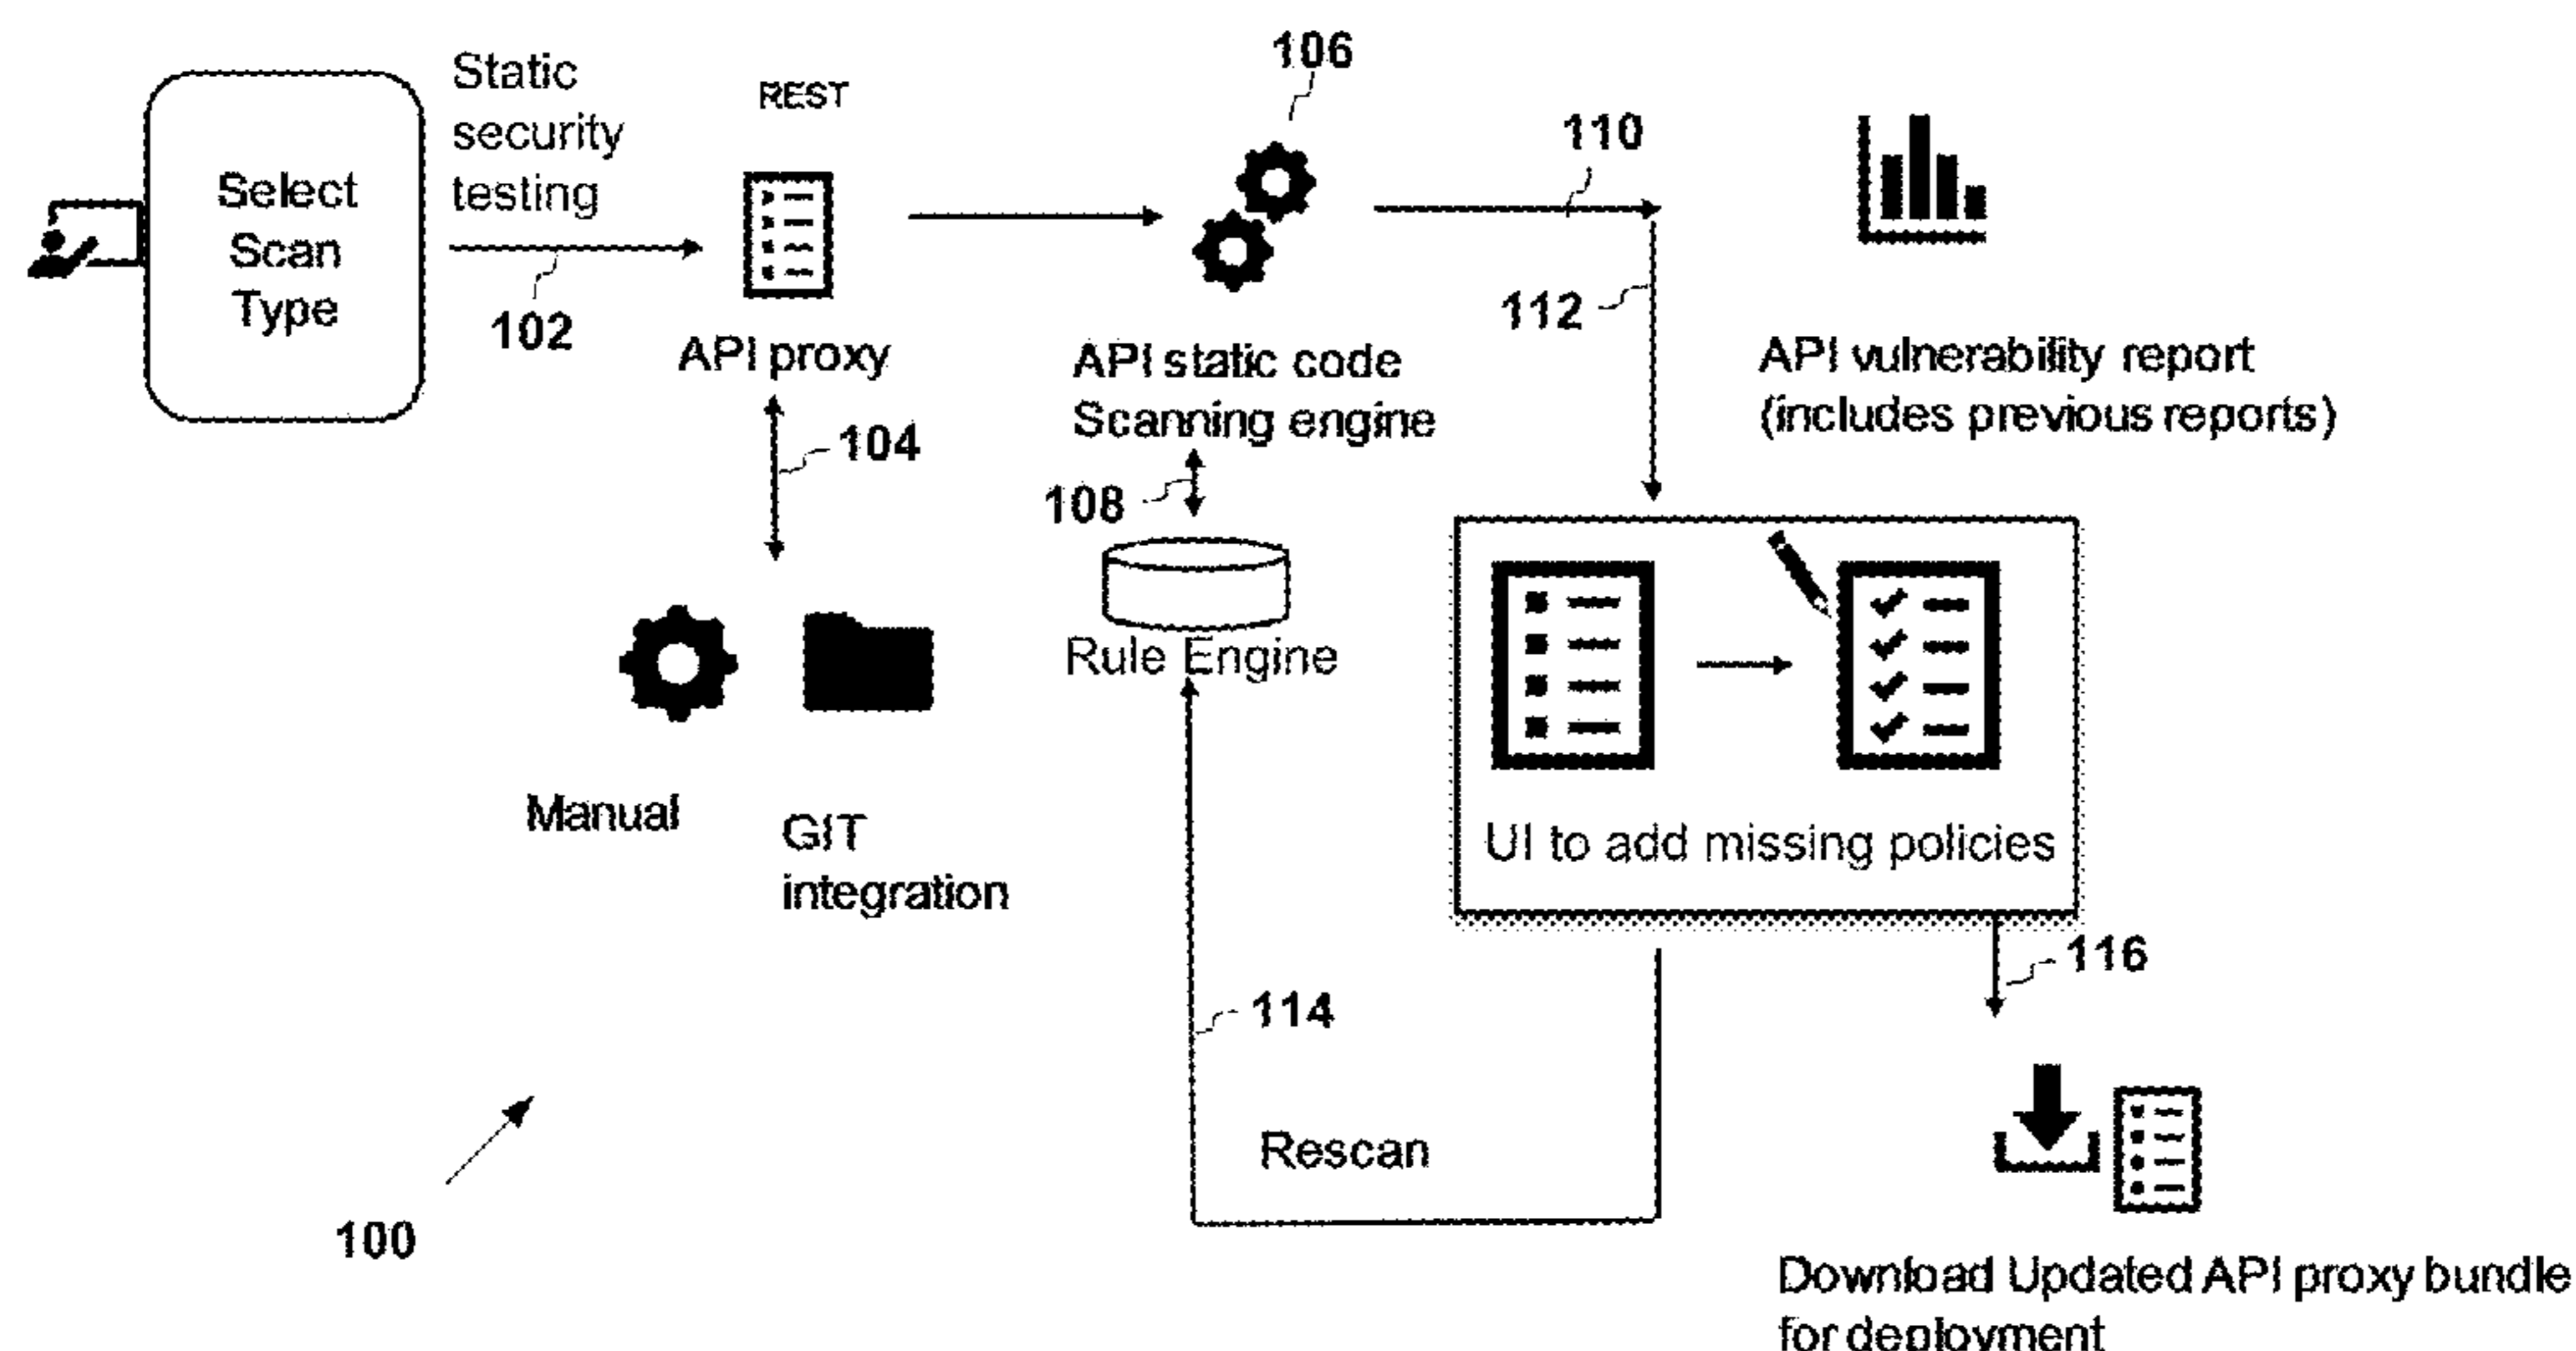 106
Static
security
testing
REST
110
Select
Scan
Type
102
112
API proxy
API static code
Scanning engine
API vulnerability report
(includes previous reports)
104
108
Rule Engine
Manual
GIT
integration
UI to add missing policies
116
114
Rescan
100
Download Updated API proxy bundle
for deployment